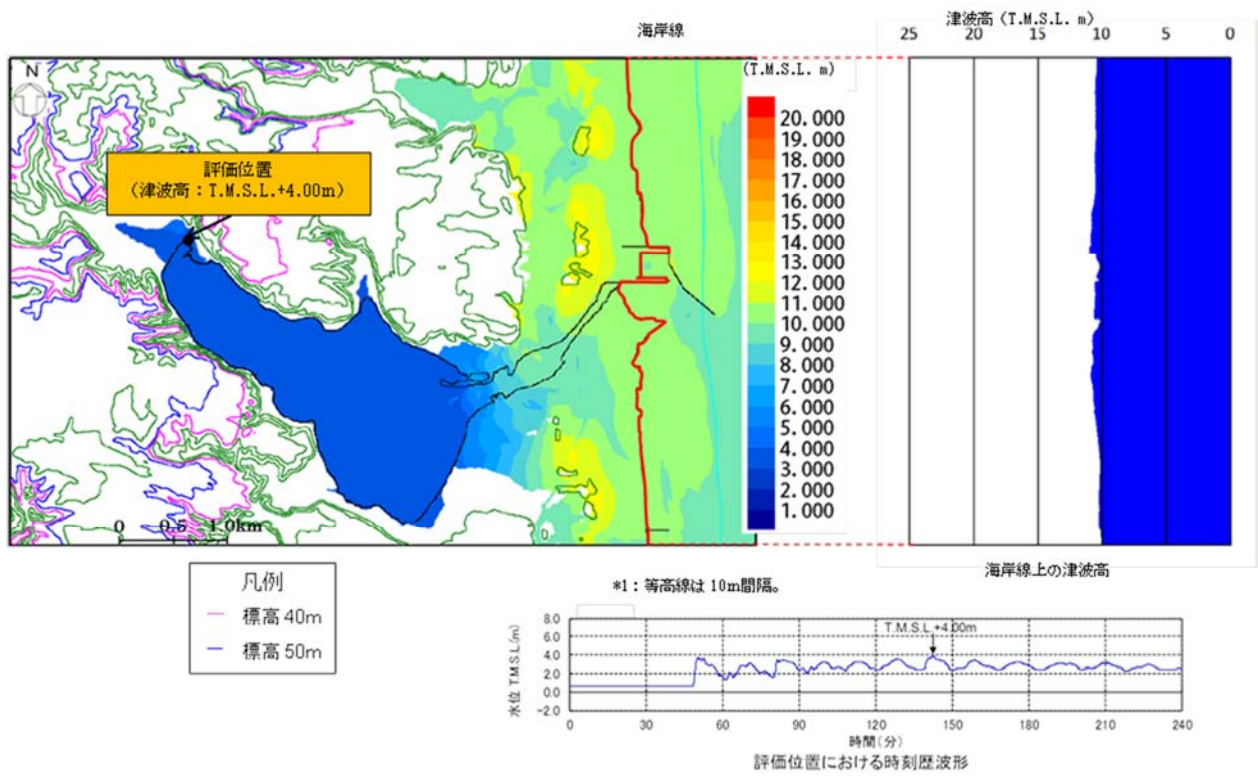 海岸線
津波高（T.M.S.L. m）
25 20 15 10 5 0
N
(T.M.S.L. m)
評価位置
（津波高：T.M.S.L.+4.00m）
20. 000
19. 000
18. 000
17. 000
16. 000
15. 000
14. 000
13. 000
12. 000
11. 000
10. 000
9. 000
8. 000
7. 000
6. 000
5. 000
4. 000
3. 000
2. 000
1. 000
0 0.5 1.0km
海岸線上の津波高
凡例
標高 40m
標高 50m
*1：等高線は 10m間隔。
T.M.S.L.+4.00m
水位 T.M.S.L.(m)
8.0
6.0
4.0
2.0
0.0
-2.0
0 30 60 90 120 150 180 210 240
時間(分)
評価位置における時刻歴波形